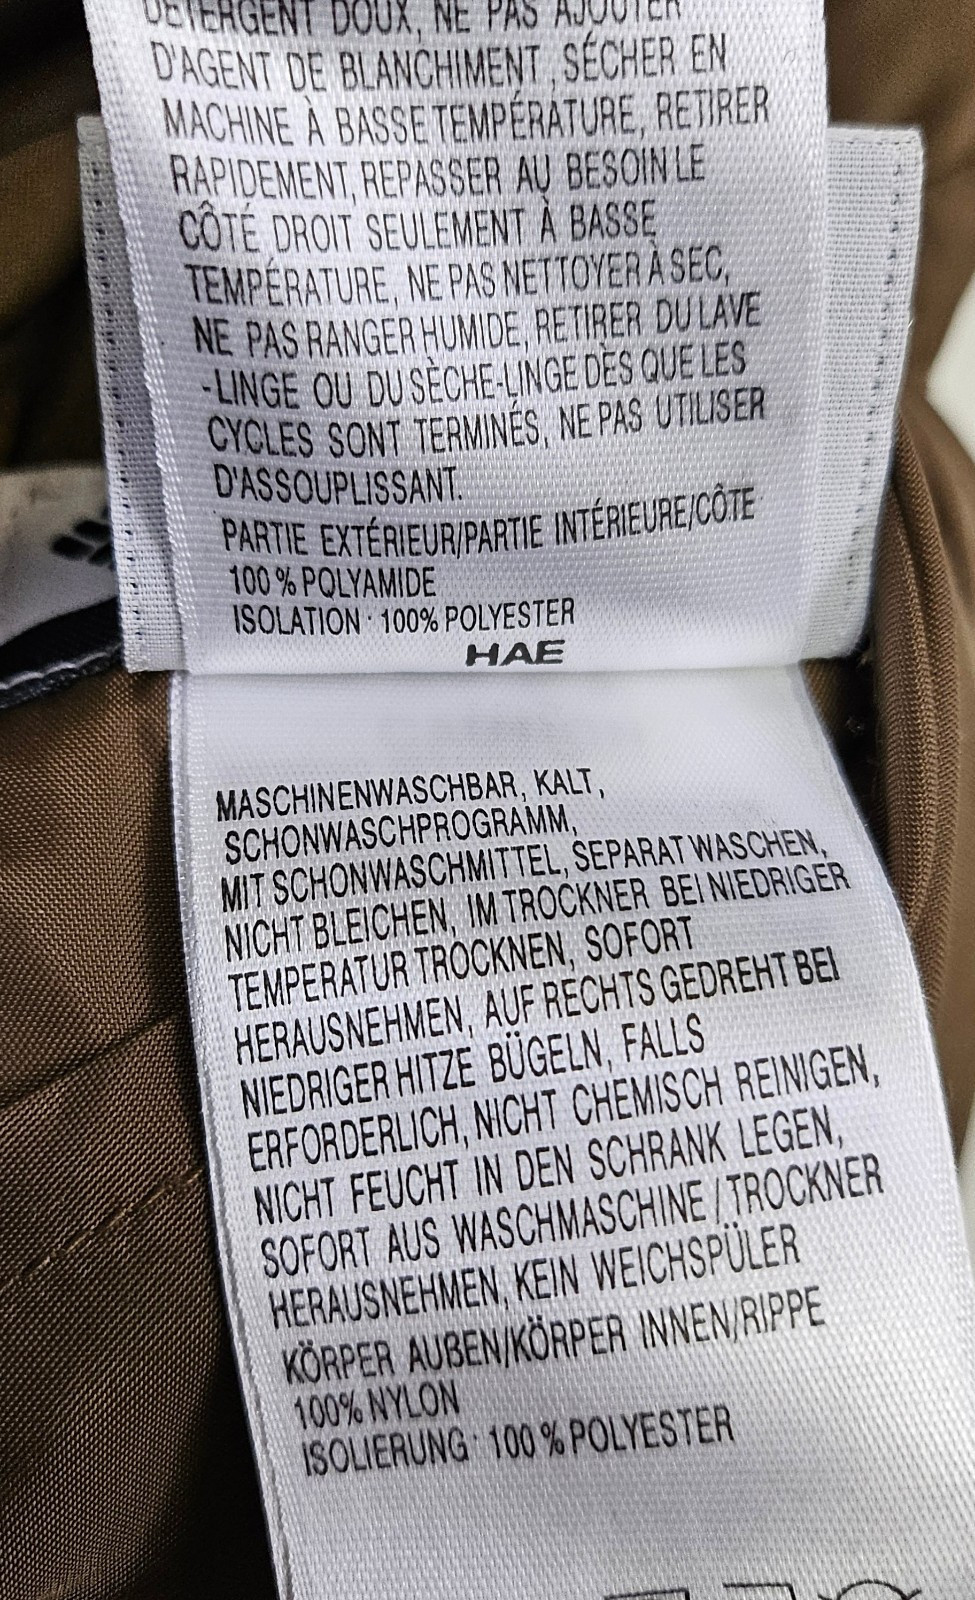 DÉTERGENT DOUX, NE PAS AJOUTER
D'AGENT DE BLANCHIMENT, SÉCHER EN
MACHINE À BASSE TEMPÉRATURE, RETIRER
RAPIDEMENT, REPASSER AU BESOIN LE
CÔTÉ DROIT SEULEMENT À BASSE
TEMPÉRATURE, NE PAS NETTOYER À SEC,
NE PAS RANGER HUMIDE, RETIRER DU LAVE
-LINGE OU DU SÈCHE-LINGE DÈS QUE LES
CYCLES SONT TERMINÉS, NE PAS UTILISER
D'ASSOUPLISSANT.
PARTIE EXTÉRIEUR/PARTIE INTÉRIEURE/CÔTE
100 % POLYAMIDE
ISOLATION · 100% POLYESTER
HAE
MASCHINENWASCHBAR, KALT,
SCHONWASCHPROGRAMM,
MIT SCHONWASCHMITTEL, SEPARAT WASCHEN,
NICHT BLEICHEN, IM TROCKNER BEI NIEDRIGER
TEMPERATUR TROCKNEN, SOFORT
HERAUSNEHMEN, AUF RECHTS GEDREHT BEI
NIEDRIGER HITZE BÜGELN, FALLS
ERFORDERLICH, NICHT CHEMISCH REINIGEN,
NICHT FEUCHT IN DEN SCHRANK LEGEN,
SOFORT AUS WASCHMASCHINE / TROCKNER
HERAUSNEHMEN, KEIN WEICHSPÜLER
KÖRPER AUßEN/KÖRPER INNEN/RIPPE
100% NYLON
ISOLIERUNG · 100 % POLYESTER